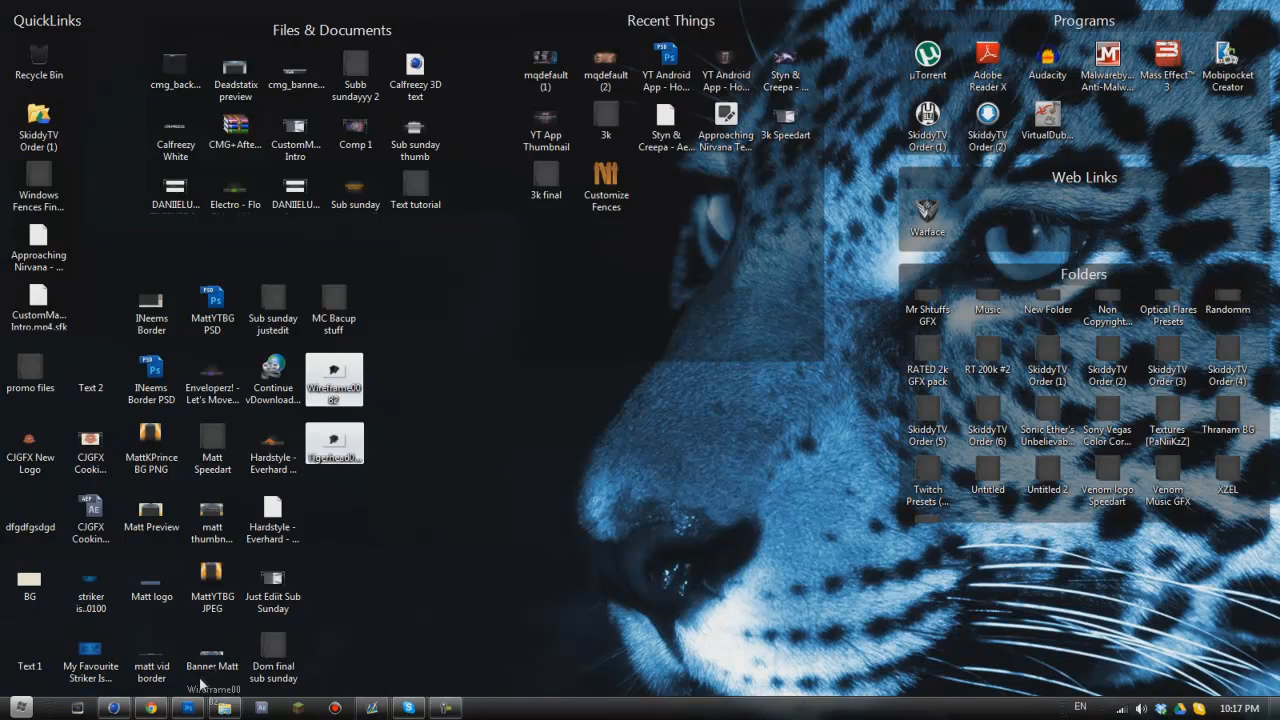 QuickLinks
Files & Documents
Recent Things
Programs
Recycle Bin
SkiddyTV
Order (1)
Windows
Fences Fin...
Approaching
Nirvana - ...
CustomMa...
Intro.mp4.sfk
cmg_back...
Deadstatix
preview
cmg_banne...
Subb
sundayyy 2
Calfreezy 3D
text
Calfreezy
White
CMG+Afte...
CustomM...
Intro
Comp 1
Sub sunday
thumb
DANIIELU...
Electro - Flo
DANIIELU...
Sub sunday
Text tutorial
mqdefault
(1)
mqdefault
(2)
YT Android
App - Ho...
YT Android
App - Ho...
Styn &
Creepa - ...
YT App
Thumbnail
3k
Styn &
Creepa - Ae...
Approaching
Nirvana Te...
3k Speedart
3k final
Customize
Fences
µTorrent
Adobe
Reader X
Audacity
Malwareby...
Anti-Malw...
Mass Effect™
3
Mobipocket
Creator
SkiddyTV
Order (1)
SkiddyTV
Order (2)
VirtualDub...
Web Links
Warface
Folders
Mr Shtuffs
GFX
Music
New Folder
Non
Copyright...
Optical Flares
Presets
Randomm
RATED 2k
GFX pack
RT 200k #2
SkiddyTV
Order (1)
SkiddyTV
Order (2)
SkiddyTV
Order (3)
SkiddyTV
Order (4)
SkiddyTV
Order (5)
SkiddyTV
Order (6)
Sonic Ether's
Unbelievab...
Sony Vegas
Color Cor...
Textures
[PaNiiKzZ]
Thranam BG
Twitch
Presets (...
Untitled
Untitled 2
Venom logo
Speedart
Venom
Music GFX
XZEL
INeems
Border
MattYTBG
PSD
Sub sunday
justedit
MC Bacup
stuff
promo files
Text 2
INeems
Border PSD
Enveloperz! -
Let's Move...
Continue
vDownload...
Wireframe00
82
CJGFX New
Logo
CJGFX
Cooki...
MattKPrince
BG PNG
Matt
Speedart
Hardstyle -
Everhard ...
Tigerhead0...
dfgdfgsdgd
CJGFX
Cookin...
Matt Preview
matt
thumbn...
Hardstyle -
Everhard - ...
BG
striker
is..0100
Matt logo
MattYTBG
JPEG
Just Ediit Sub
Sunday
Text 1
My Favourite
Striker Is...
matt vid
border
Banner Matt
Dom final
sub sunday
Wireframe00
82
EN
10:17 PM